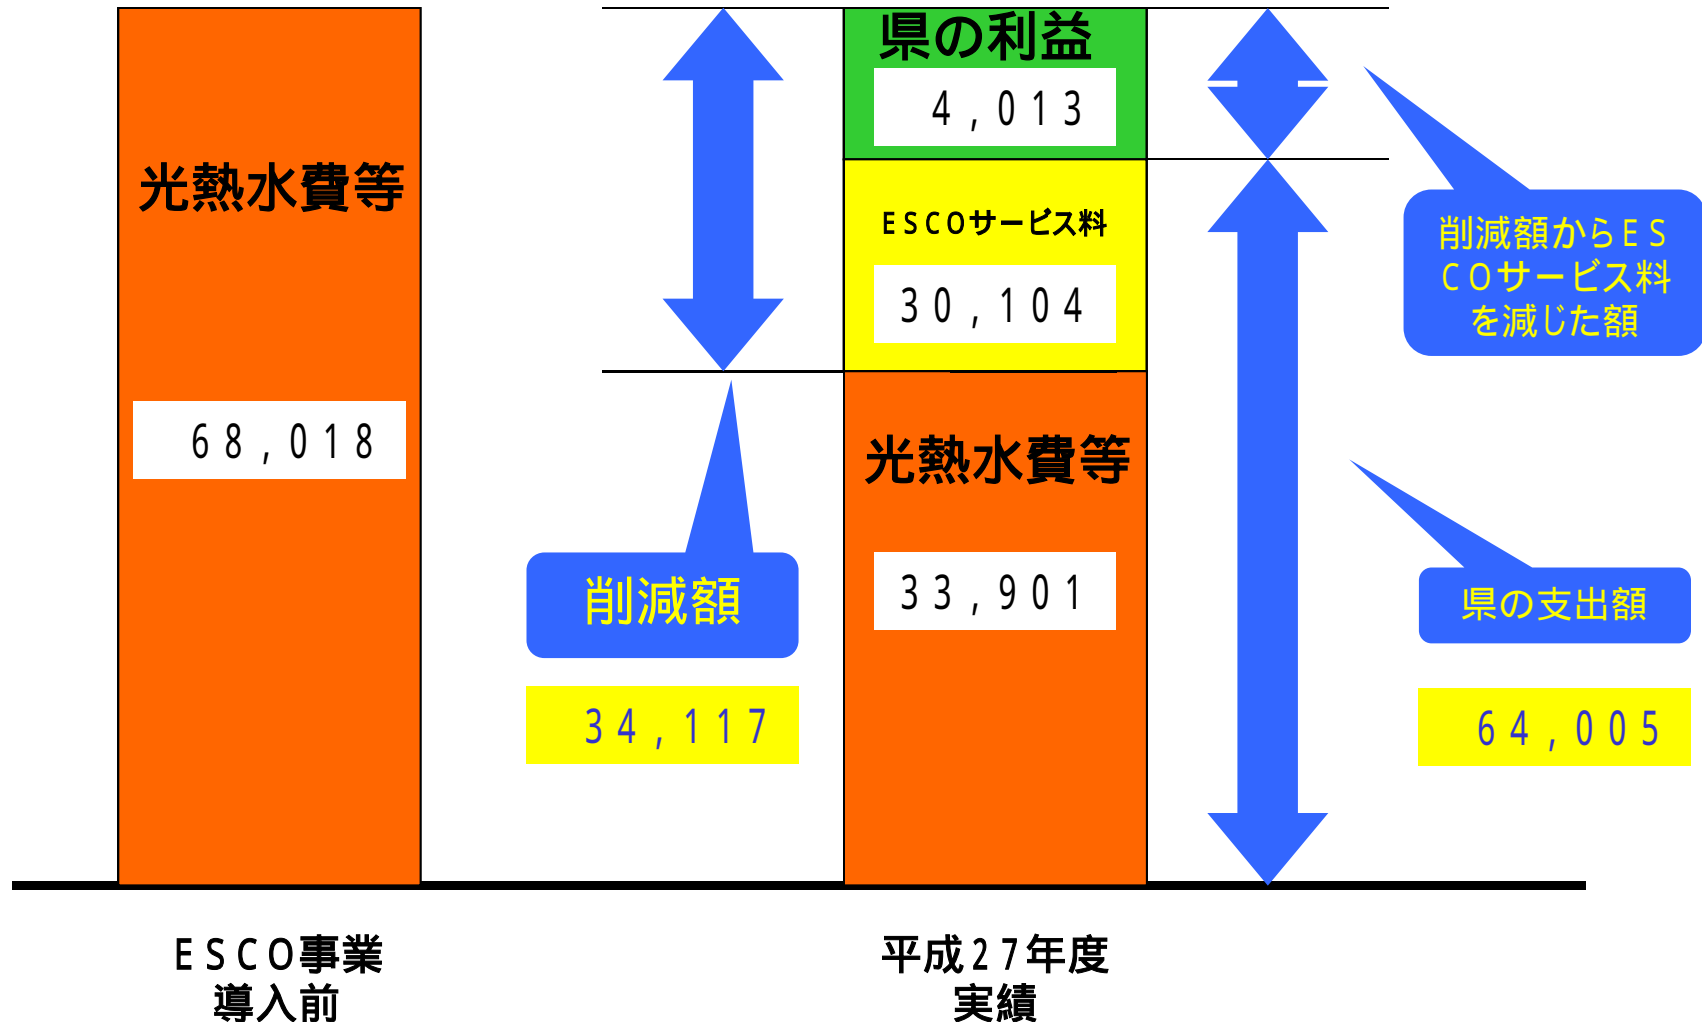 光熱水費等
６８，０１８
ＥＳＣＯ事業
導入前
削減額
３４，１１７
県の利益
４，０１３
ＥＳＣＯサービス料
３０，１０４
光熱水費等
３３，９０１
平成２７年度
実績
削減額からＥＳ
ＣＯサービス料
を減じた額
県の支出額
６４，００５